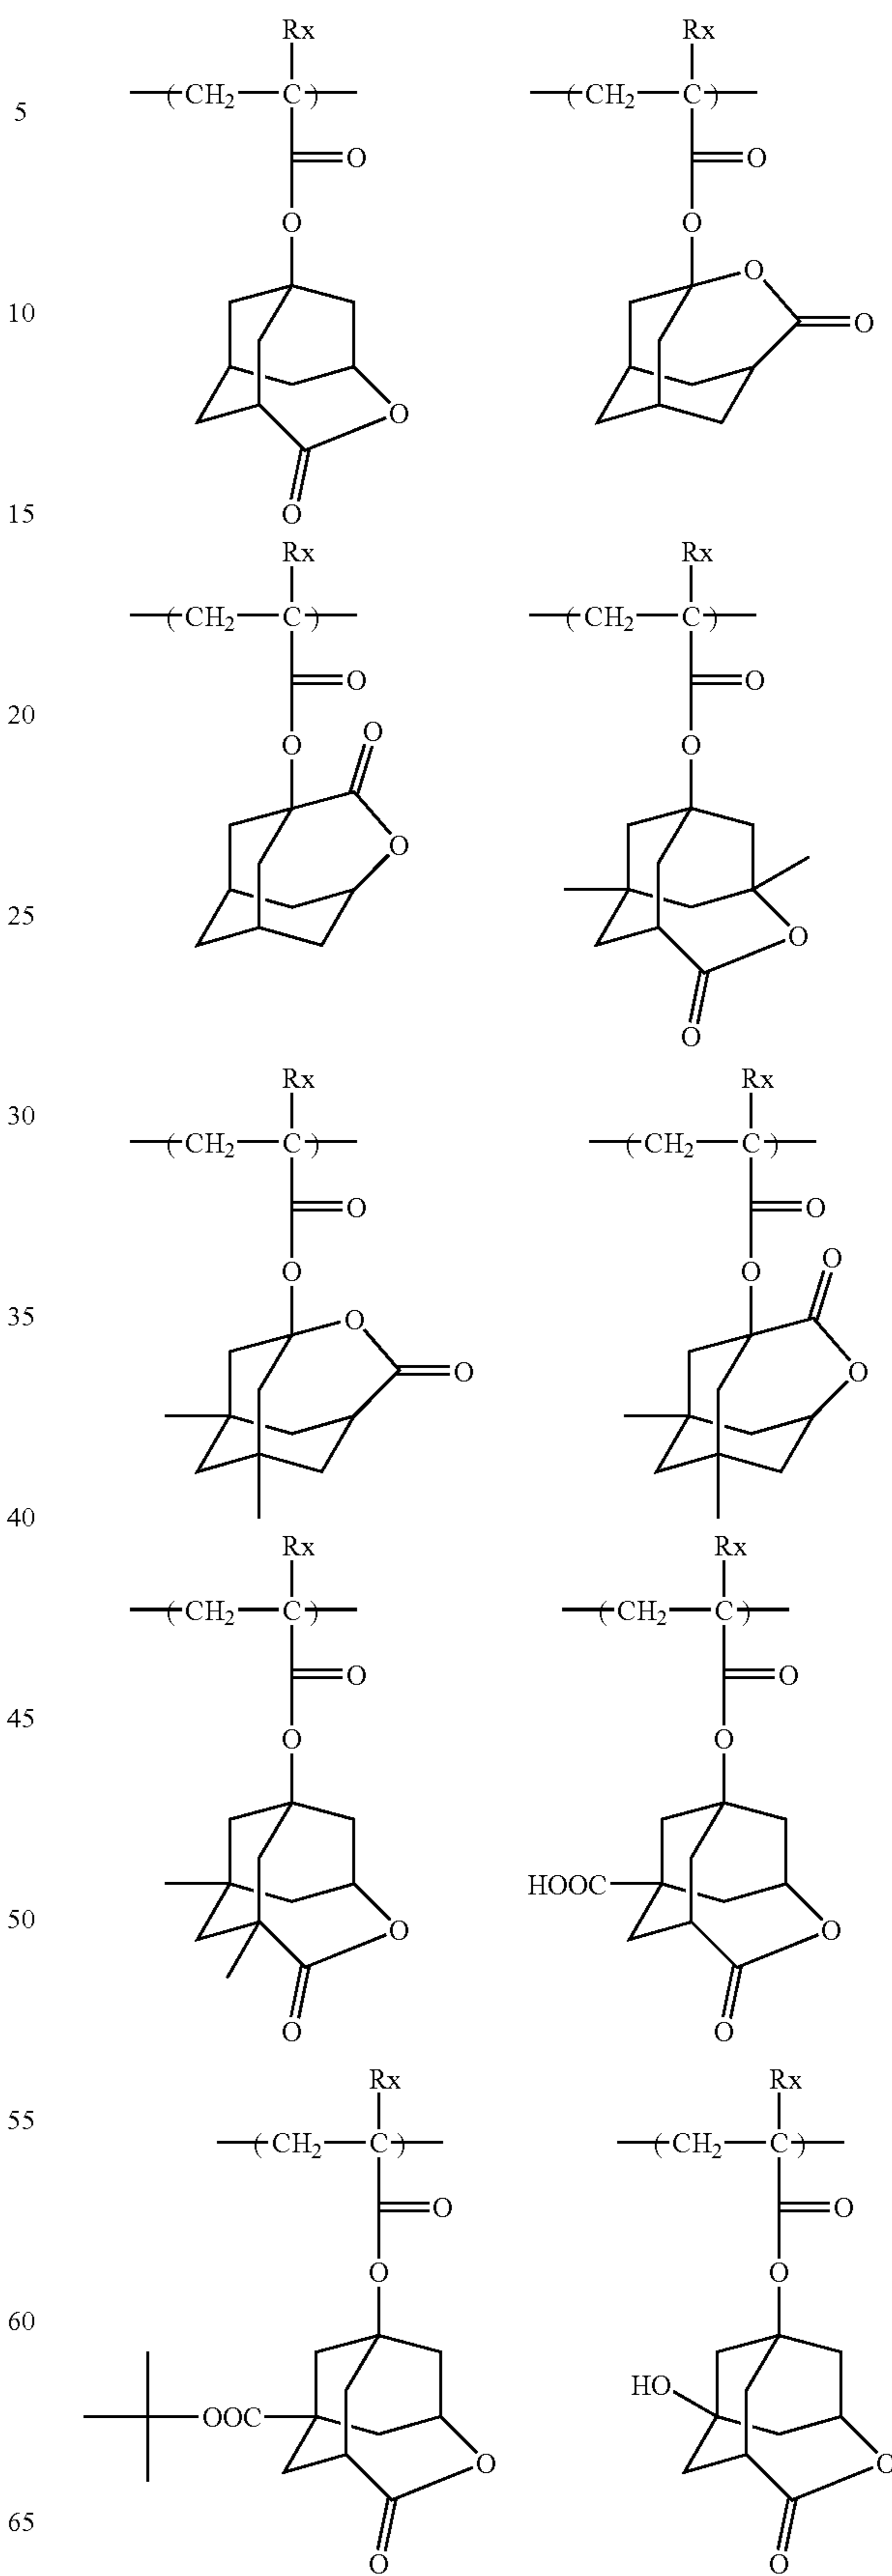 Rx Rx
5 —(CH₂—C)— —(CH₂—C)—
O O
O O
O
10 O
O
O
15
Rx Rx
—(CH₂—C)— —(CH₂—C)—
O O
20 O
O O
O
25 O
O
Rx Rx
30
—(CH₂—C)— —(CH₂—C)—
O O
O
O O
35 O
O O
40
Rx Rx
—(CH₂—C)— —(CH₂—C)—
O O
45
O O
HOOC
50 O O
O O
Rx Rx
55
—(CH₂—C)— —(CH₂—C)—
O O
O O
60
HO
OOC
O O
65
O O